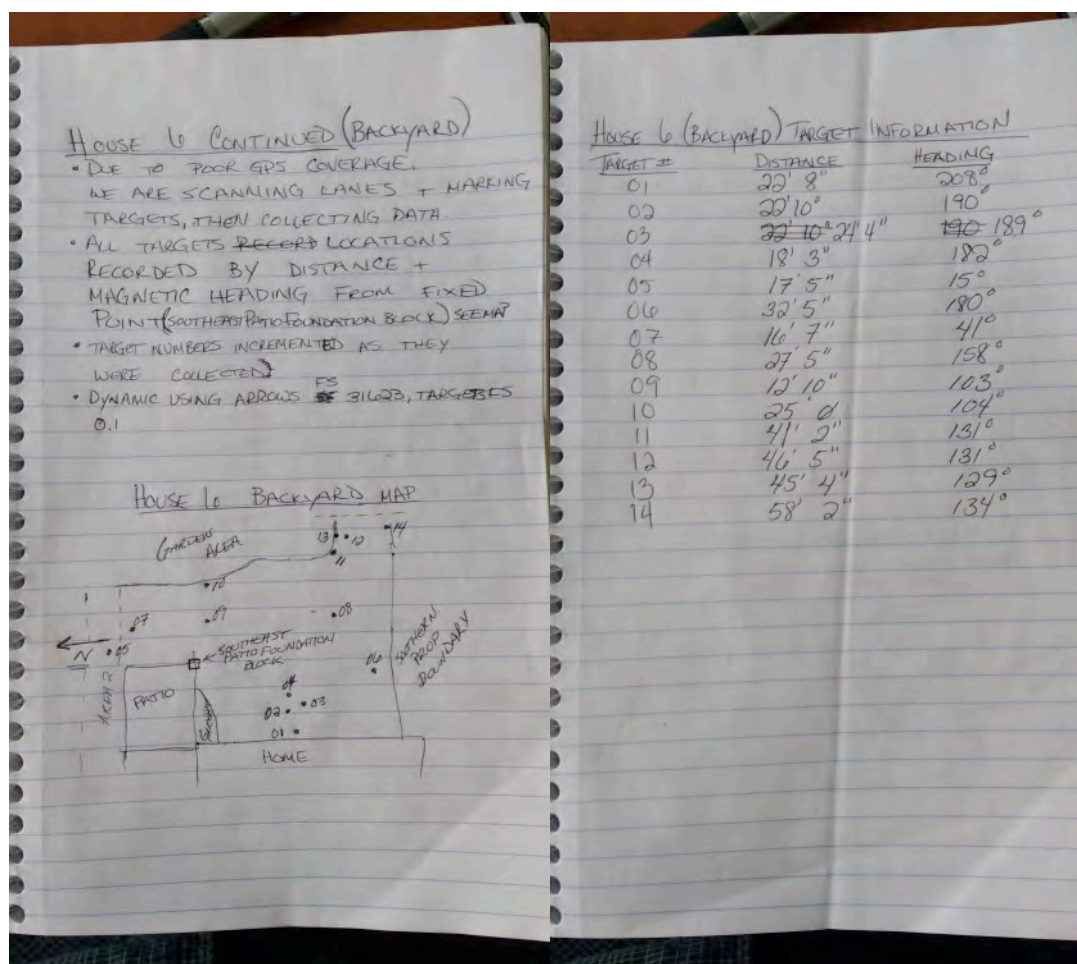 HOUSE 6 CONTINUED (BACKYARD)
• DUE TO POOR GPS COVERAGE.
WE ARE SCANNING LANES + MARKING
TARGETS, THEN COLLECTING DATA.
• ALL TARGETS RECORD LOCATIONS
RECORDED BY DISTANCE +
MAGNETIC HEADING FROM FIXED
POINT (SOUTHEAST PATIO FOUNDATION BLOCK) SEE MAP
• TARGET NUMBERS INCREMENTED AS THEY
WERE COLLECTED
• DYNAMIC USING ARROWS FS 31623, TARGETS
0.1
HOUSE 6 BACKYARD MAP
GARDEN
AREA
13
12
14
11
10
07
09
08
N
05
SOUTHEAST
PATIO FOUNDATION
BLOCK
06
SOUTHERN
PROP
BOUNDARY
AREA 2
PATIO
04
02
03
01
HOME
HOUSE 6 (BACKYARD) TARGET INFORMATION
TARGET # DISTANCE HEADING
01 22' 8" 208°
02 22' 10" 190°
03 22' 10" 24' 4" 190 189°
04 18' 3" 182°
05 17' 5" 15°
06 32' 5" 180°
07 16' 7" 41°
08 27' 5" 158°
09 12' 10" 103°
10 25' 0 104°
11 41' 2" 131°
12 46' 5" 131°
13 45' 4" 129°
14 58' 2" 134°